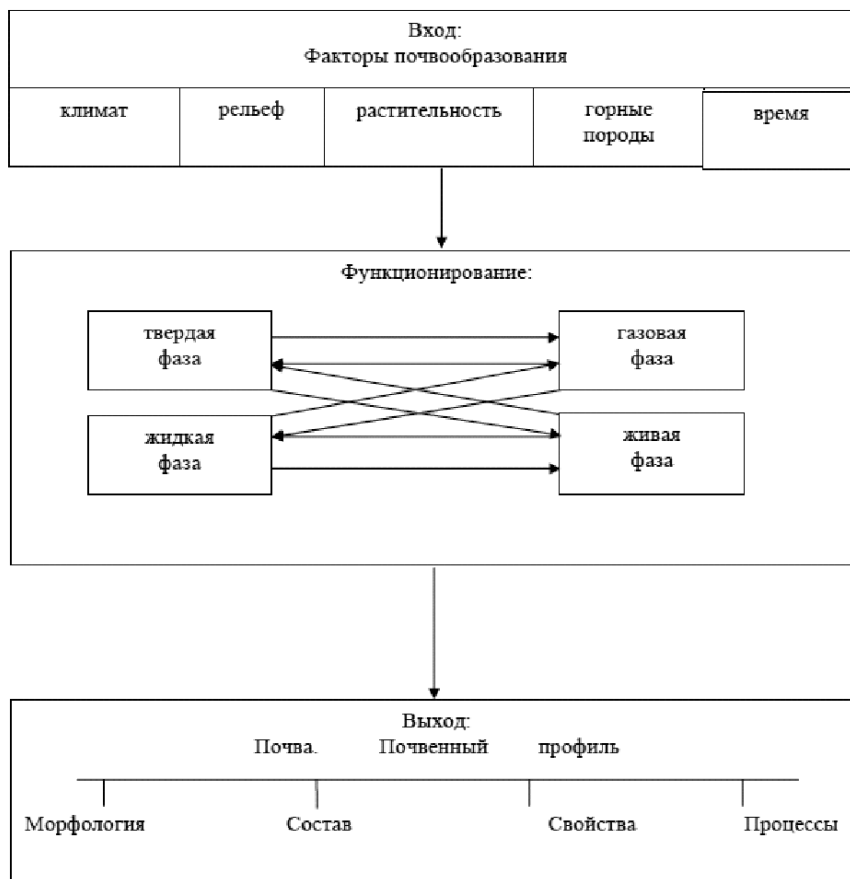 Вход:
Факторы почвообразования
климат рельеф растительность горные породы время
Функционирование:
твердая фаза
газовая фаза
жидкая фаза
живая фаза
Выход:
Почва. Почвенный профиль
Морфология Состав Свойства Процессы